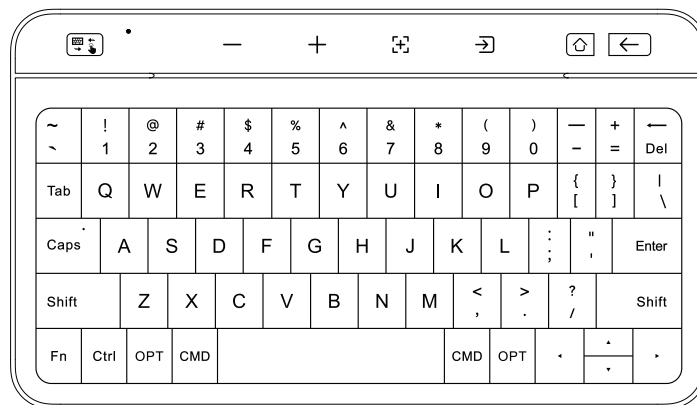 ~ ! @ # $ % ^ & * ( ) — + ←
` 1 2 3 4 5 6 7 8 9 0 - = Del
Tab Q W E R T Y U I O P { } |
[ ] \
Caps A S D F G H J K L : " Enter
; '
Shift Z X C V B N M < > ? Shift
, . /
Fn Ctrl OPT CMD CMD OPT